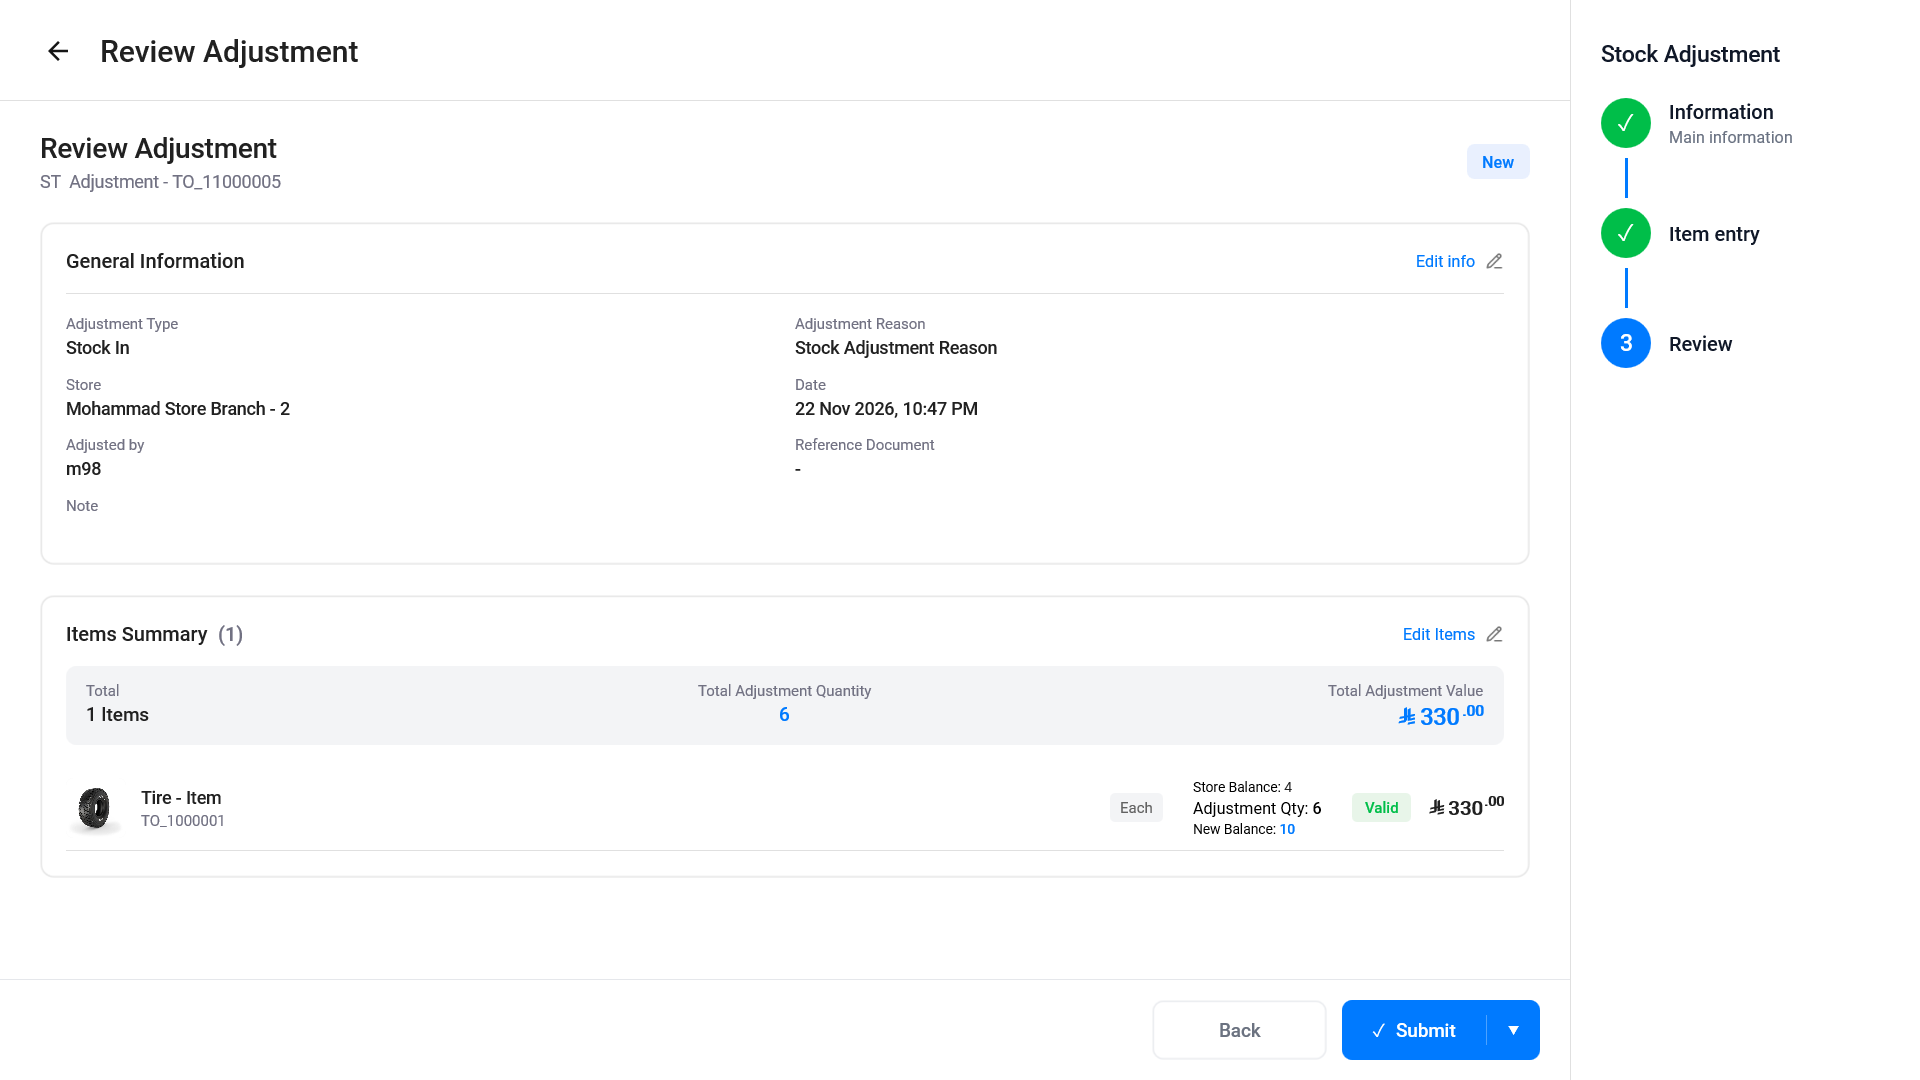 Review Adjustment
Review Adjustment
ST Adjustment - TO_11000005
New
General Information
Edit info
Adjustment Type
Stock In
Adjustment Reason
Stock Adjustment Reason
Store
Mohammad Store Branch - 2
Date
22 Nov 2026, 10:47 PM
Adjusted by
m98
Reference Document
-
Note
Items Summary (1)
Edit Items
Total
1 Items
Total Adjustment Quantity
6
Total Adjustment Value
⃁ 330.00
Tire - Item
TO_1000001
Each
Store Balance: 4
Adjustment Qty: 6
New Balance: 10
Valid
⃁ 330.00
Back
✓ Submit
Stock Adjustment
Information
Main information
Item entry
3
Review